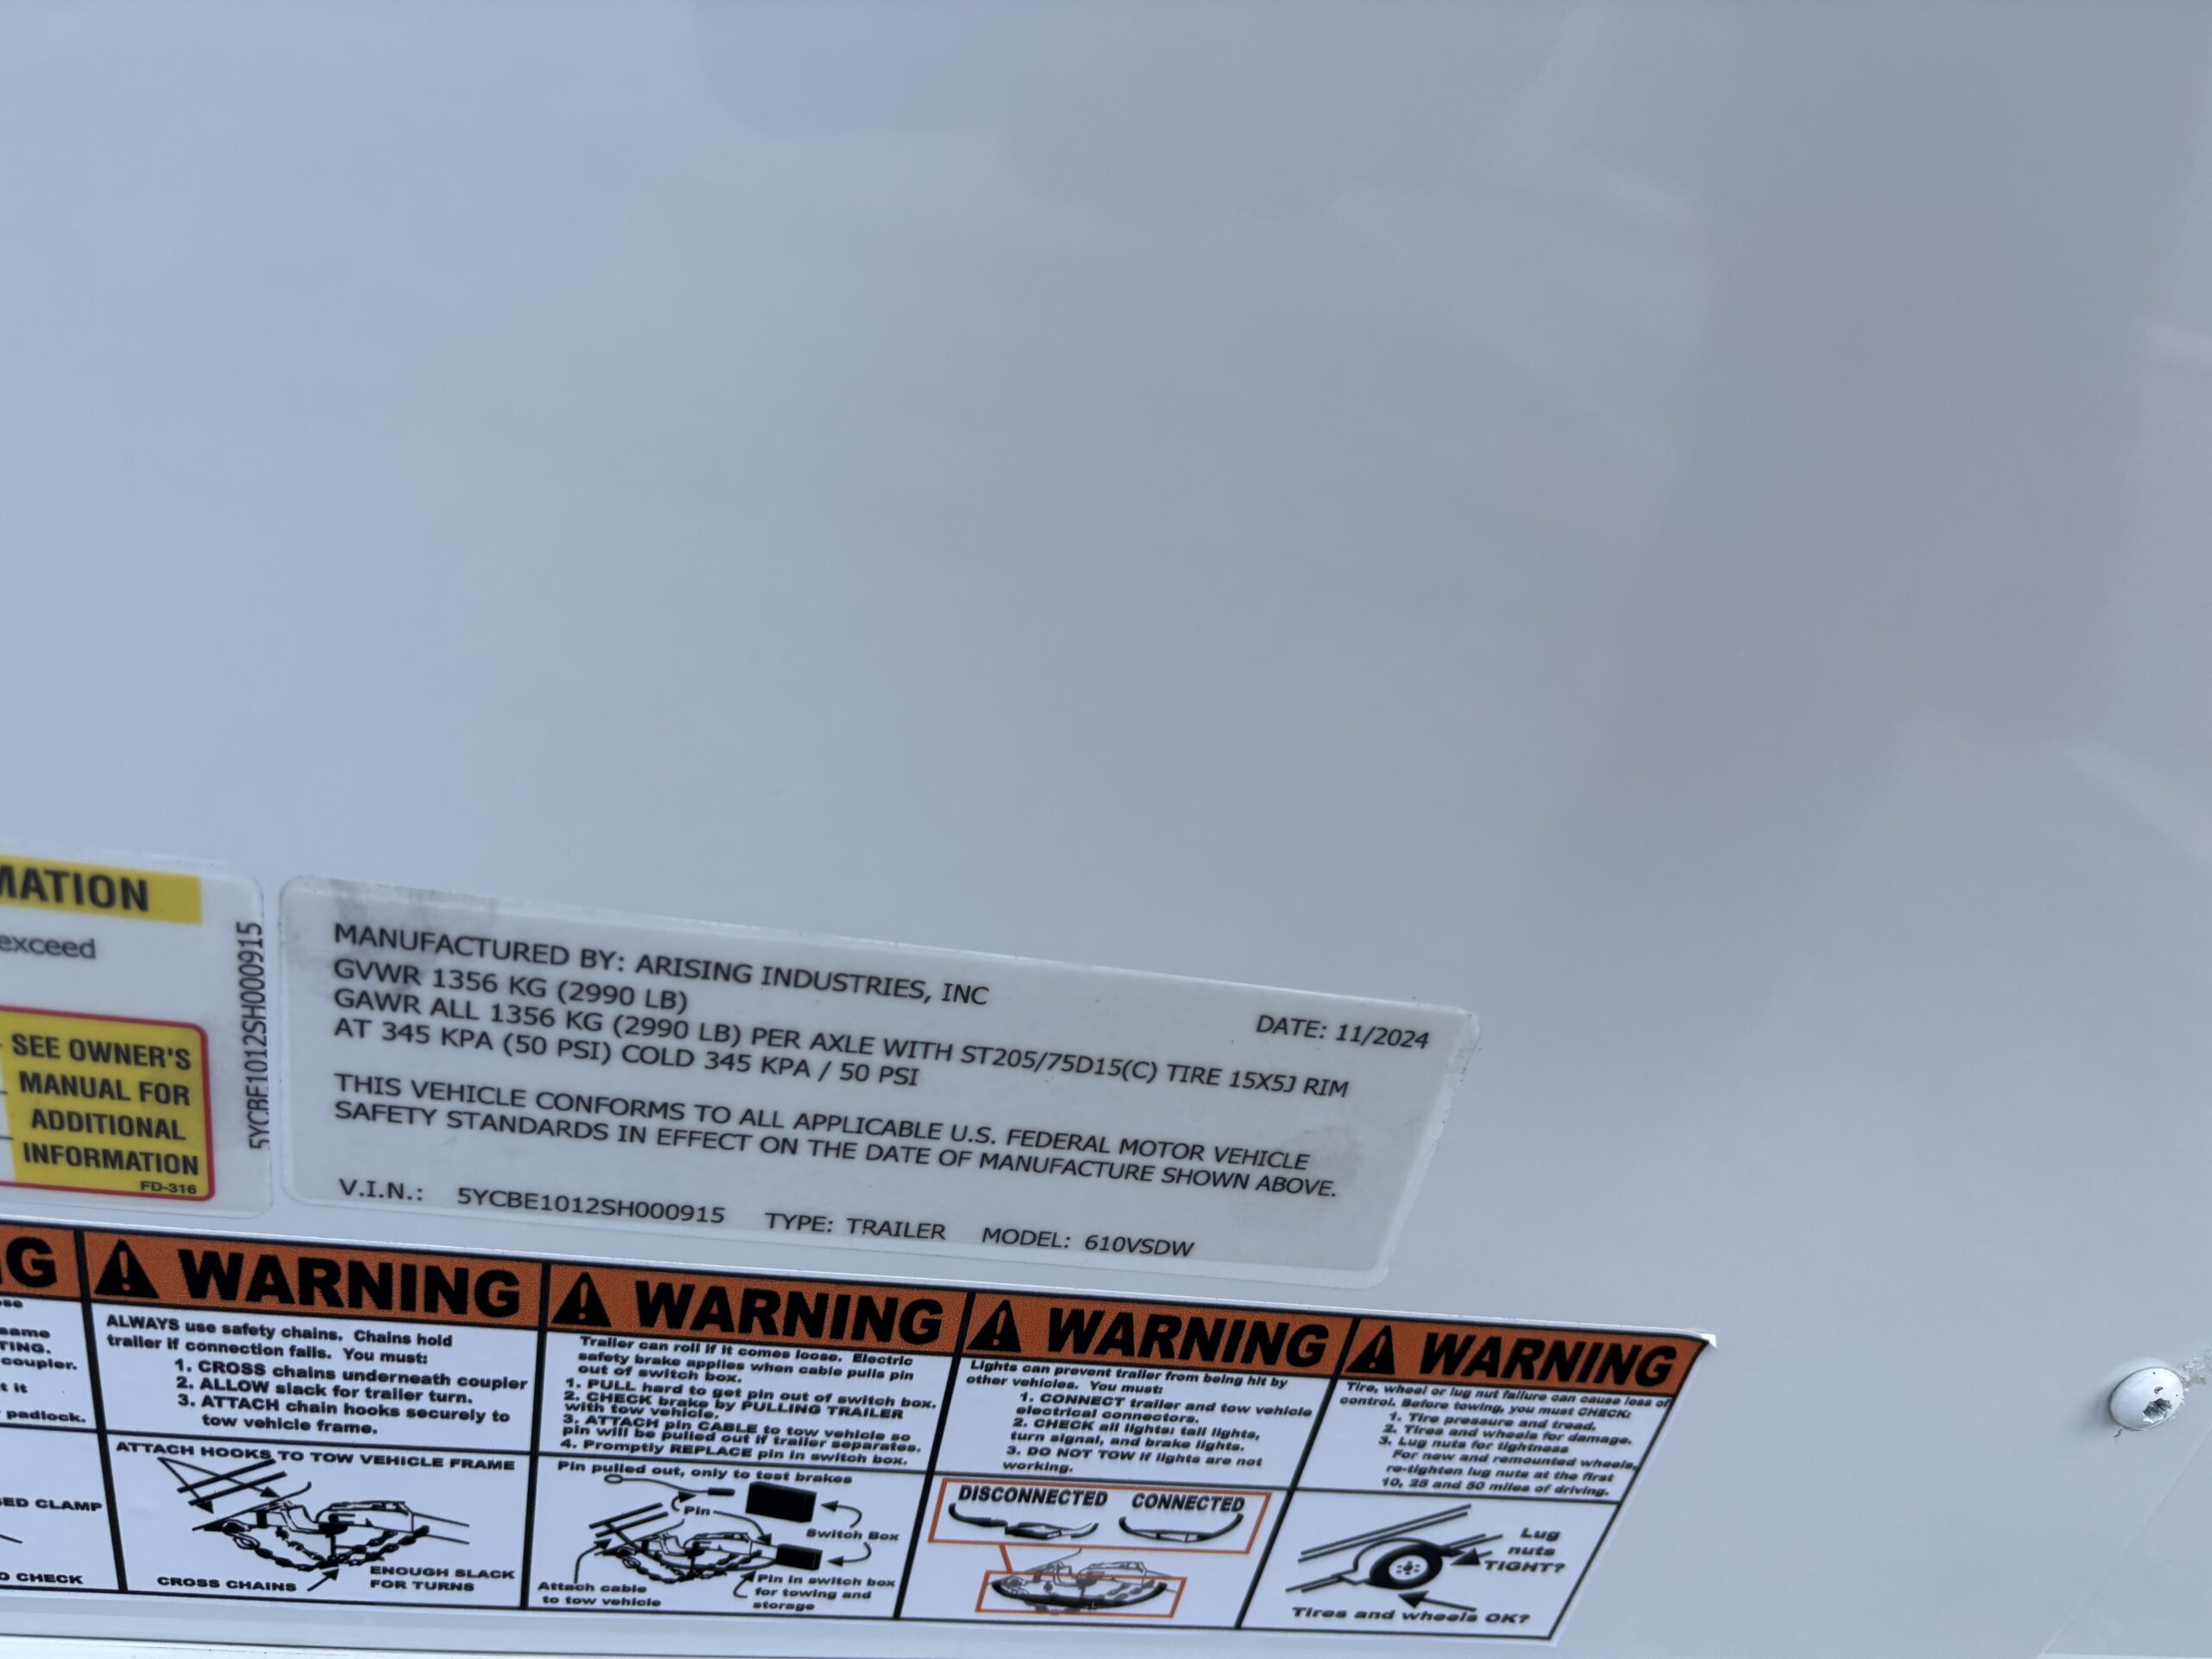 MATION
exceed
SEE OWNER'S
MANUAL FOR
ADDITIONAL
INFORMATION
FD-316
5YCBE1012SH000915
MANUFACTURED BY: ARISING INDUSTRIES, INC
DATE: 11/2024
GVWR 1356 KG (2990 LB)
GAWR ALL 1356 KG (2990 LB) PER AXLE WITH ST205/75D15(C) TIRE 15X5J RIM
AT 345 KPA (50 PSI) COLD 345 KPA / 50 PSI
THIS VEHICLE CONFORMS TO ALL APPLICABLE U.S. FEDERAL MOTOR VEHICLE
SAFETY STANDARDS IN EFFECT ON THE DATE OF MANUFACTURE SHOWN ABOVE.
V.I.N.: 5YCBE1012SH000915 TYPE: TRAILER MODEL: 610VSDW
G
same
TING.
coupler.
t it
padlock.
ED CLAMP
O CHECK
WARNING
ALWAYS use safety chains. Chains hold
trailer if connection fails. You must:
1. CROSS chains underneath coupler
2. ALLOW slack for trailer turn.
3. ATTACH chain hooks securely to
tow vehicle frame.
ATTACH HOOKS TO TOW VEHICLE FRAME
CROSS CHAINS
ENOUGH SLACK
FOR TURNS
WARNING
Trailer can roll if it comes loose. Electric
safety brake applies when cable pulls pin
out of switch box.
1. PULL hard to get pin out of switch box.
2. CHECK brake by PULLING TRAILER
with tow vehicle.
3. ATTACH pin CABLE to tow vehicle so
pin will be pulled out if trailer separates.
4. Promptly REPLACE pin in switch box.
Pin pulled out, only to test brakes
Pin
Switch Box
Attach cable
to tow vehicle
Pin in switch box
for towing and
storage
WARNING
Lights can prevent trailer from being hit by
other vehicles. You must:
1. CONNECT trailer and tow vehicle
electrical connectors.
2. CHECK all lights: tail lights,
turn signal, and brake lights.
3. DO NOT TOW if lights are not
working.
DISCONNECTED CONNECTED
WARNING
Tire, wheel or lug nut failure can cause loss of
control. Before towing, you must CHECK:
1. Tire pressure and tread.
2. Tires and wheels for damage.
3. Lug nuts for tightness
For new and remounted wheels,
re-tighten lug nuts at the first
10, 25 and 50 miles of driving.
Lug
nuts
TIGHT?
Tires and wheels OK?